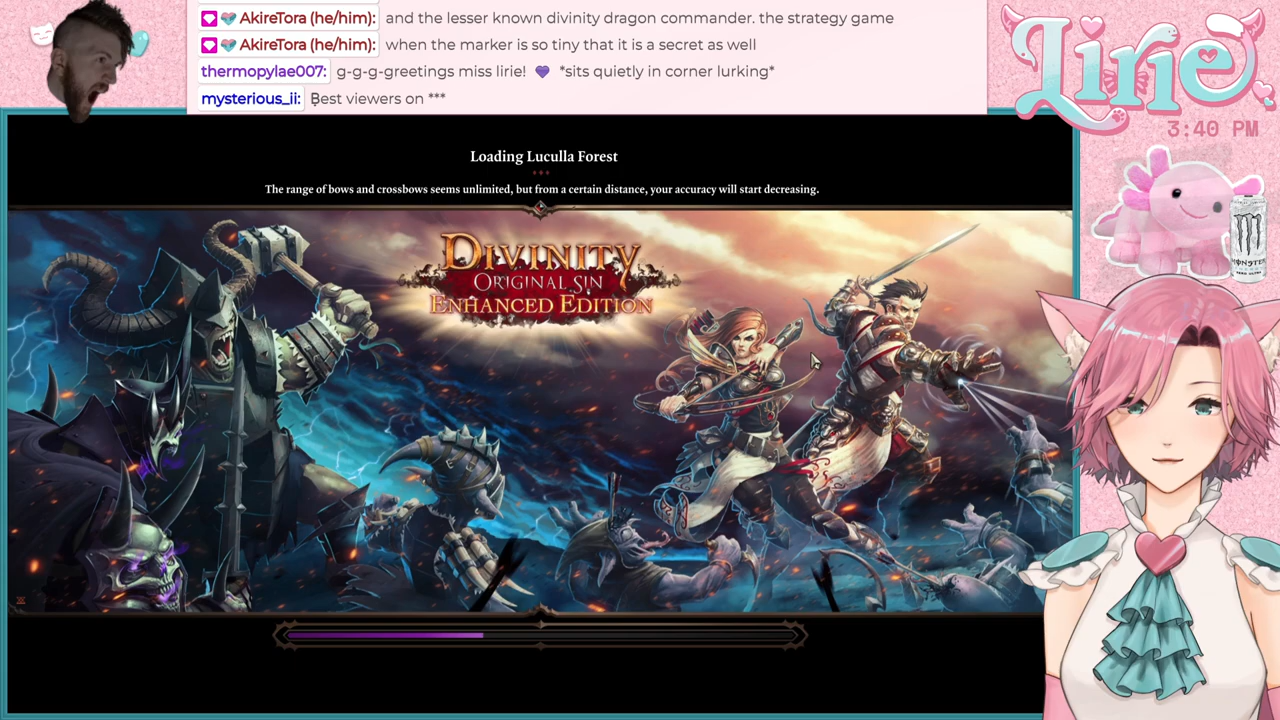 AkireTora (he/him): and the lesser known divinity dragon commander. the strategy game
AkireTora (he/him): when the marker is so tiny that it is a secret as well
thermopylae007: g-g-g-greetings miss lirie! 💜 *sits quietly in corner lurking*
mysterious_ii: B̤est viewers on ***
Lirie
3:40 PM
Loading Luculla Forest
The range of bows and crossbows seems unlimited, but from a certain distance, your accuracy will start decreasing.
DIVINITY
ORIGINAL SIN
ENHANCED EDITION
MONSTER